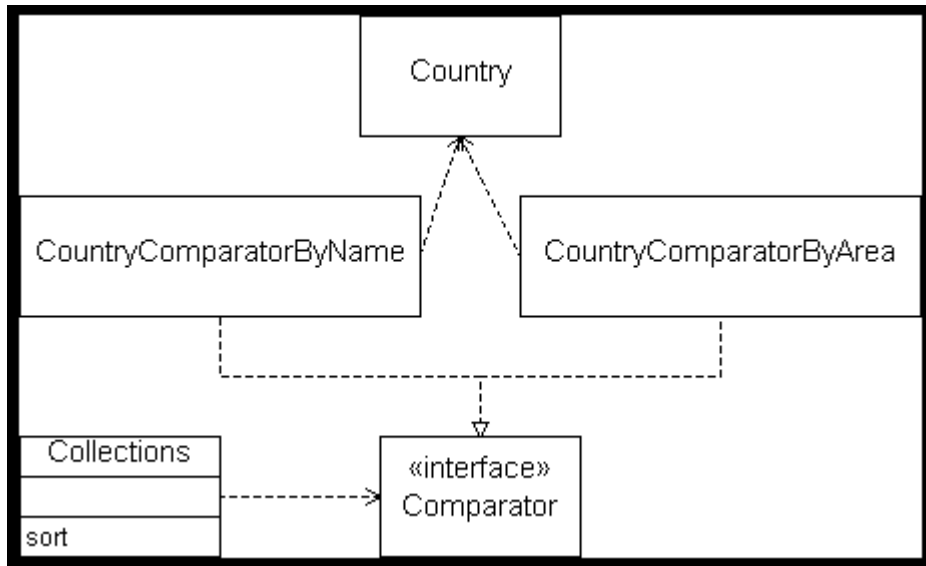 Country
CountryComparatorByName
CountryComparatorByArea
Collections
sort
«interface»
Comparator